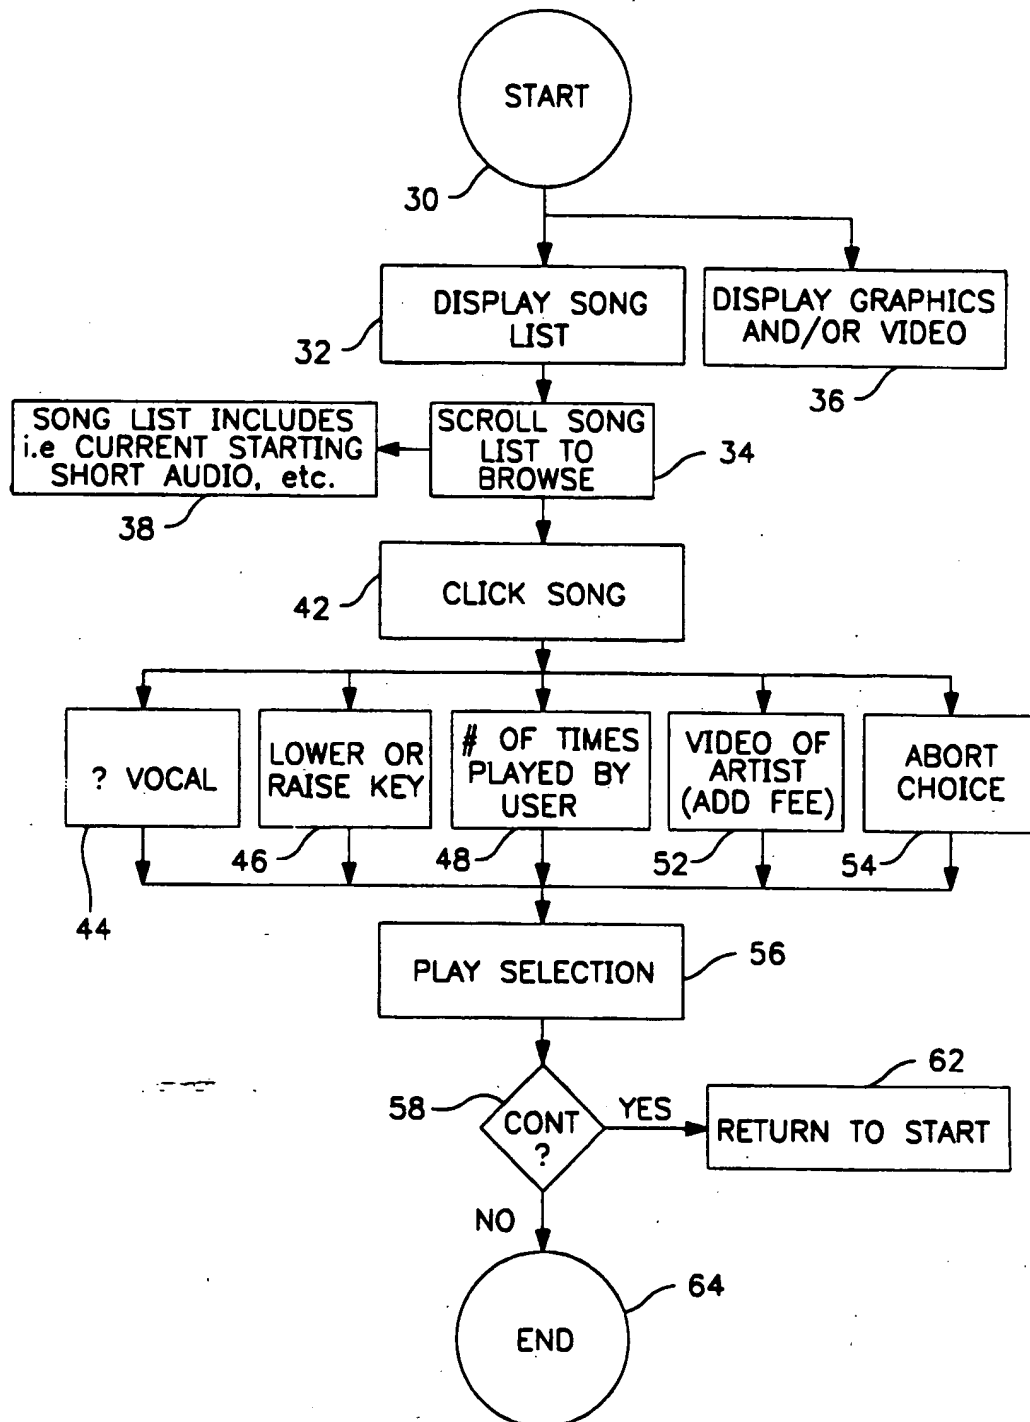 START
30
DISPLAY SONG
LIST
32
DISPLAY GRAPHICS
AND/OR VIDEO
36
SONG LIST INCLUDES
i.e CURRENT STARTING
SHORT AUDIO, etc.
38
SCROLL SONG
LIST TO
BROWSE
34
CLICK SONG
42
? VOCAL
44
LOWER OR
RAISE KEY
46
# OF TIMES
PLAYED BY
USER
48
VIDEO OF
ARTIST
(ADD FEE)
52
ABORT
CHOICE
54
PLAY SELECTION
56
58
CONT
?
YES
RETURN TO START
62
NO
END
64